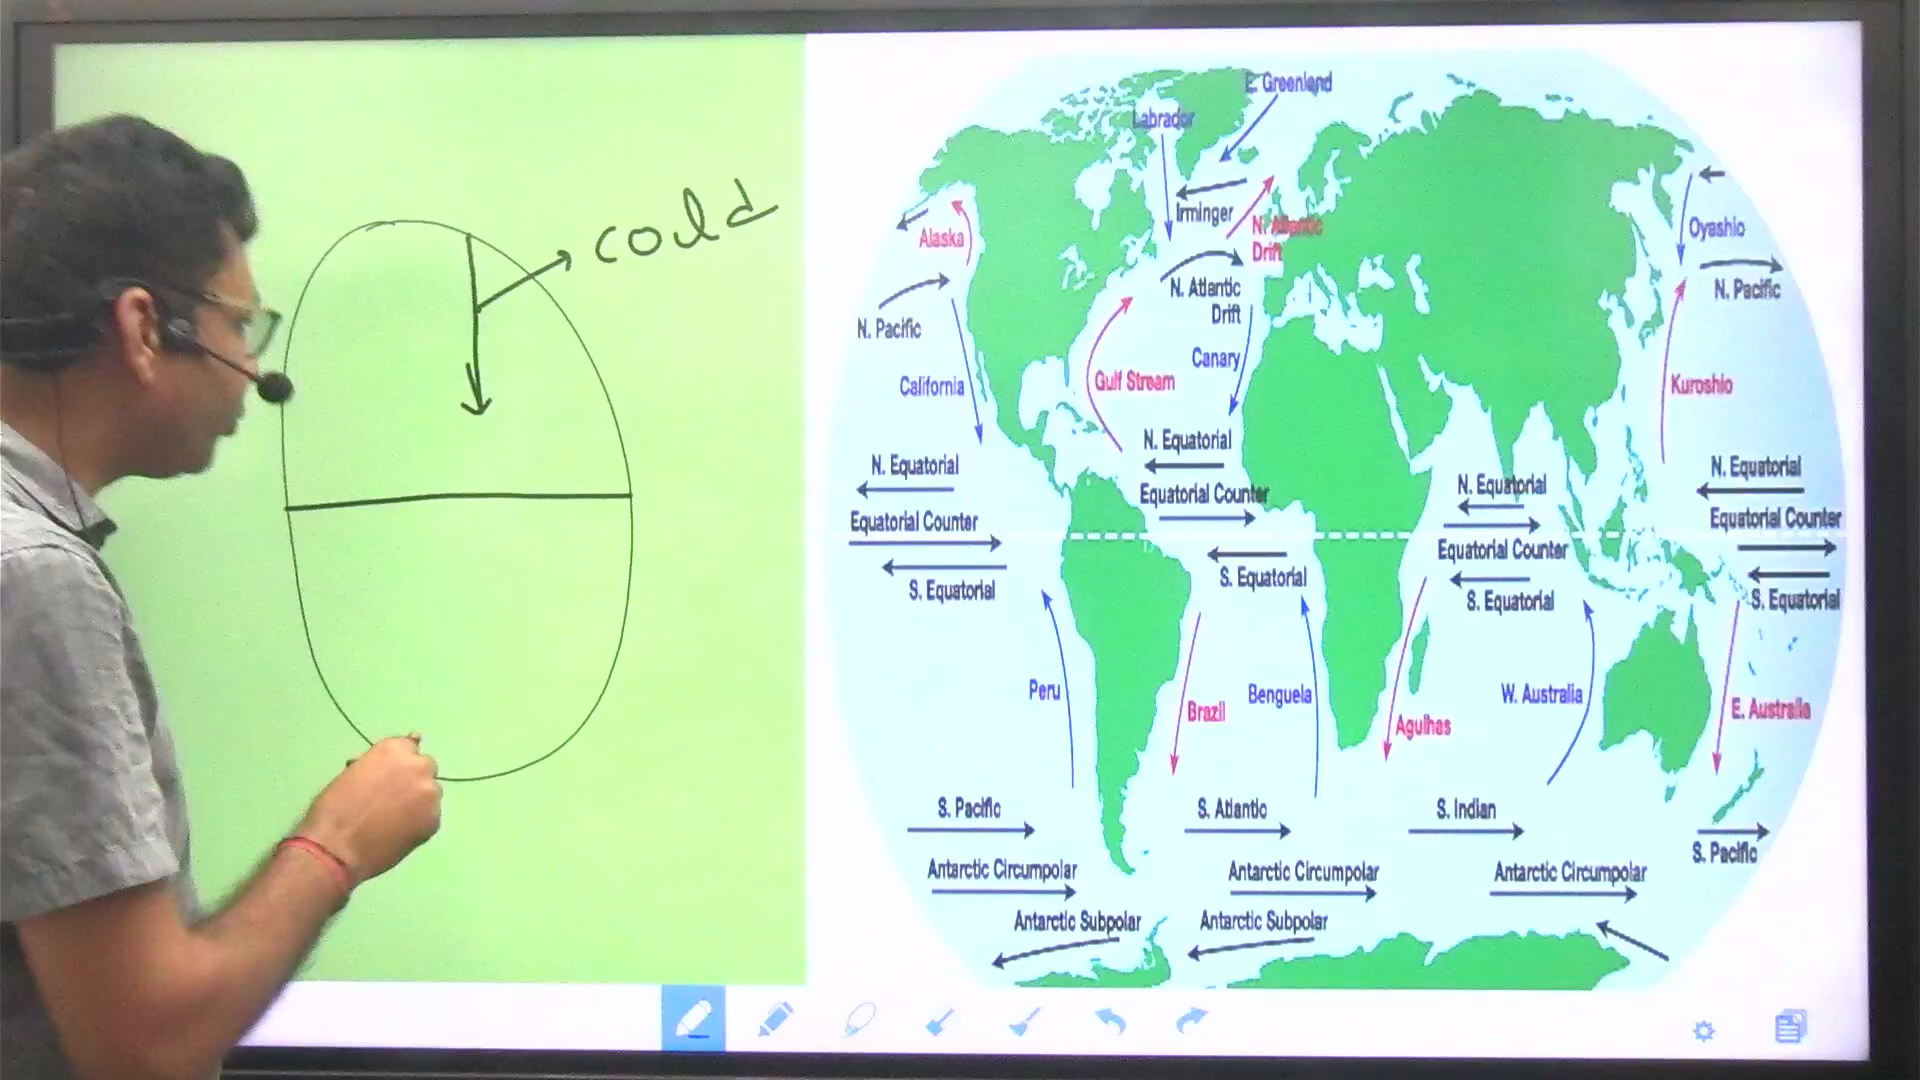 cold
E. Greenland
Labrador
Irminger
N. Atlantic
Drift
Alaska
Oyashio
N. Atlantic
Drift
N. Pacific
N. Pacific
Canary
California
Gulf Stream
Kuroshio
N. Equatorial
N. Equatorial
N. Equatorial
N. Equatorial
Equatorial Counter
Equatorial Counter
Equatorial Counter
Equatorial Counter
S. Equatorial
S. Equatorial
S. Equatorial
S. Equatorial
Peru
Brazil
Benguela
Agulhas
W. Australia
E. Australia
S. Pacific
S. Atlantic
S. Indian
S. Pacific
Antarctic Circumpolar
Antarctic Circumpolar
Antarctic Circumpolar
Antarctic Subpolar
Antarctic Subpolar